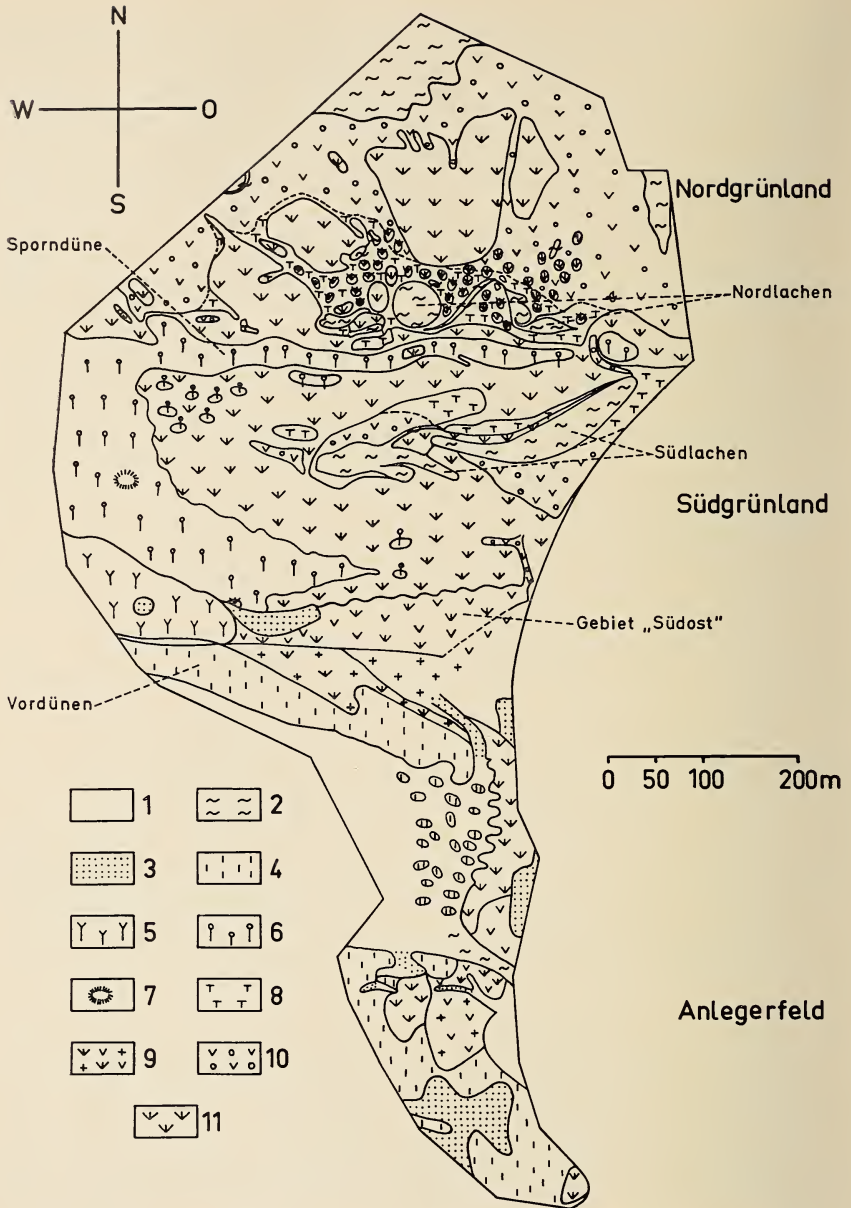 N
W O
S
Nordgrünland
Sporndüne
Nordlachen
Südlachen
Südgrünland
Gebiet „Südost"
Vordünen
0 50 100 200m
1 2
3 4
5 6
7 8
9 10
11
Anlegerfeld